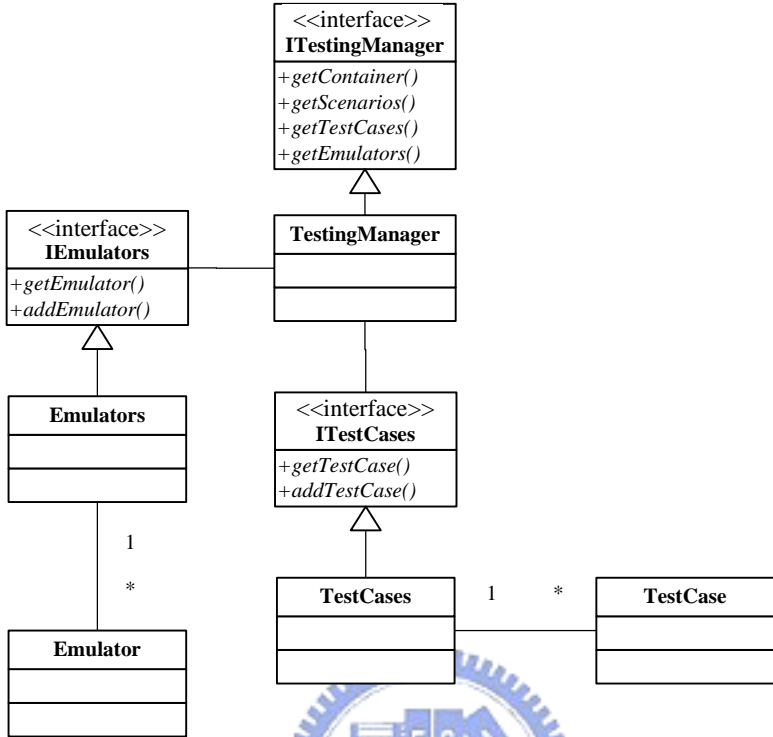 <<interface>>
ITestingManager
+getContainer()
+getScenarios()
+getTestCases()
+getEmulators()
<<interface>>
IEmulators
+getEmulator()
+addEmulator()
TestingManager
Emulators
<<interface>>
ITestCases
+getTestCase()
+addTestCase()
1
*
Emulator
TestCases
1 *
TestCase